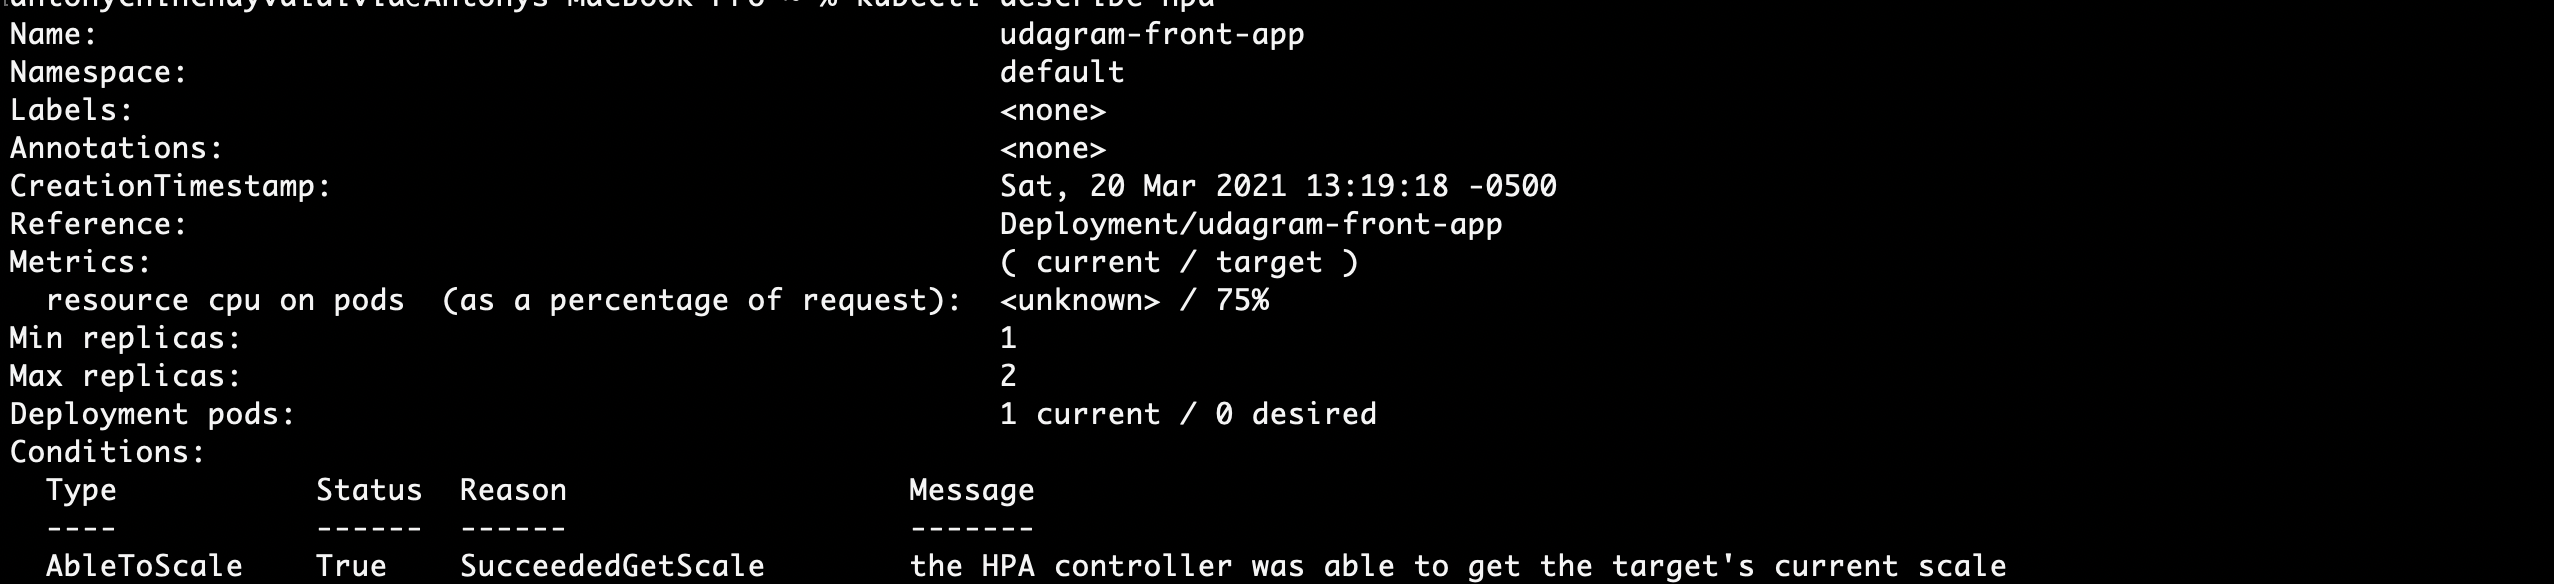 MacBook-Pro ~ % kubectl describe hpa
Name:                                                  udagram-front-app
Namespace:                                             default
Labels:                                                <none>
Annotations:                                           <none>
CreationTimestamp:                                     Sat, 20 Mar 2021 13:19:18 -0500
Reference:                                             Deployment/udagram-front-app
Metrics:                                               ( current / target )
  resource cpu on pods  (as a percentage of request):  <unknown> / 75%
Min replicas:                                          1
Max replicas:                                          2
Deployment pods:                                       1 current / 0 desired
Conditions:
  Type           Status  Reason                   Message
  ----           ------  ------                   -------
  AbleToScale    True    SucceededGetScale        the HPA controller was able to get the target's current scale